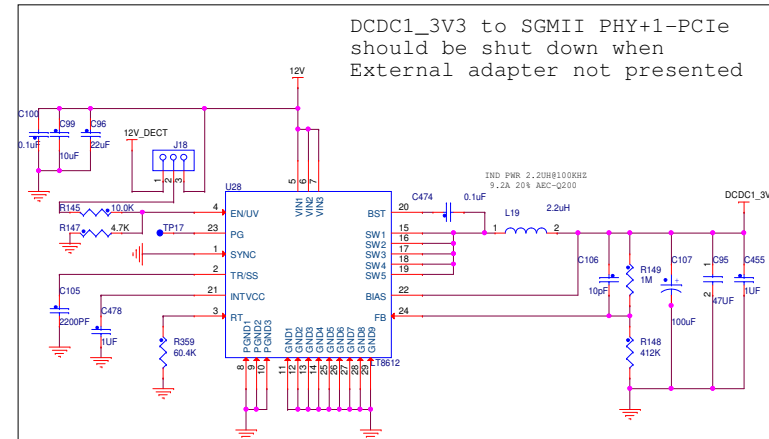 DCDC1_3V3 to SGMII PHY+1-PCIe
should be shut down when
External adapter not presented
12V
C100
0.1uF
C99
10uF
C96
22uF
12V_DECT
J18
1
2
3
R145
10.0K
R147
4.7K
TP17
C105
2200PF
C478
1UF
R359
60.4K
U28
5
6
7
VIN1
VIN2
VIN3
4 EN/UV
23 PG
1 SYNC
2 TR/SS
21 INTVCC
3 RT
BST 20
SW1 15
SW2 16
SW3 17
SW4 18
SW5 19
BIAS 22
FB 24
PGND1
PGND2
PGND3
GND1
GND2
GND3
GND4
GND5
GND6
GND7
GND8
GND9
LT8612
8
9
10
11
12
13
14
25
26
27
28
29
C474
0.1uF
IND PWR 2.2UH@100KHZ
9.2A 20% AEC-Q200
L19
2.2uH
1
2
DCDC1_3V
C106
10pF
R149
1M
R148
412K
C107
+
100uF
C95
1
2
47UF
C455
1UF